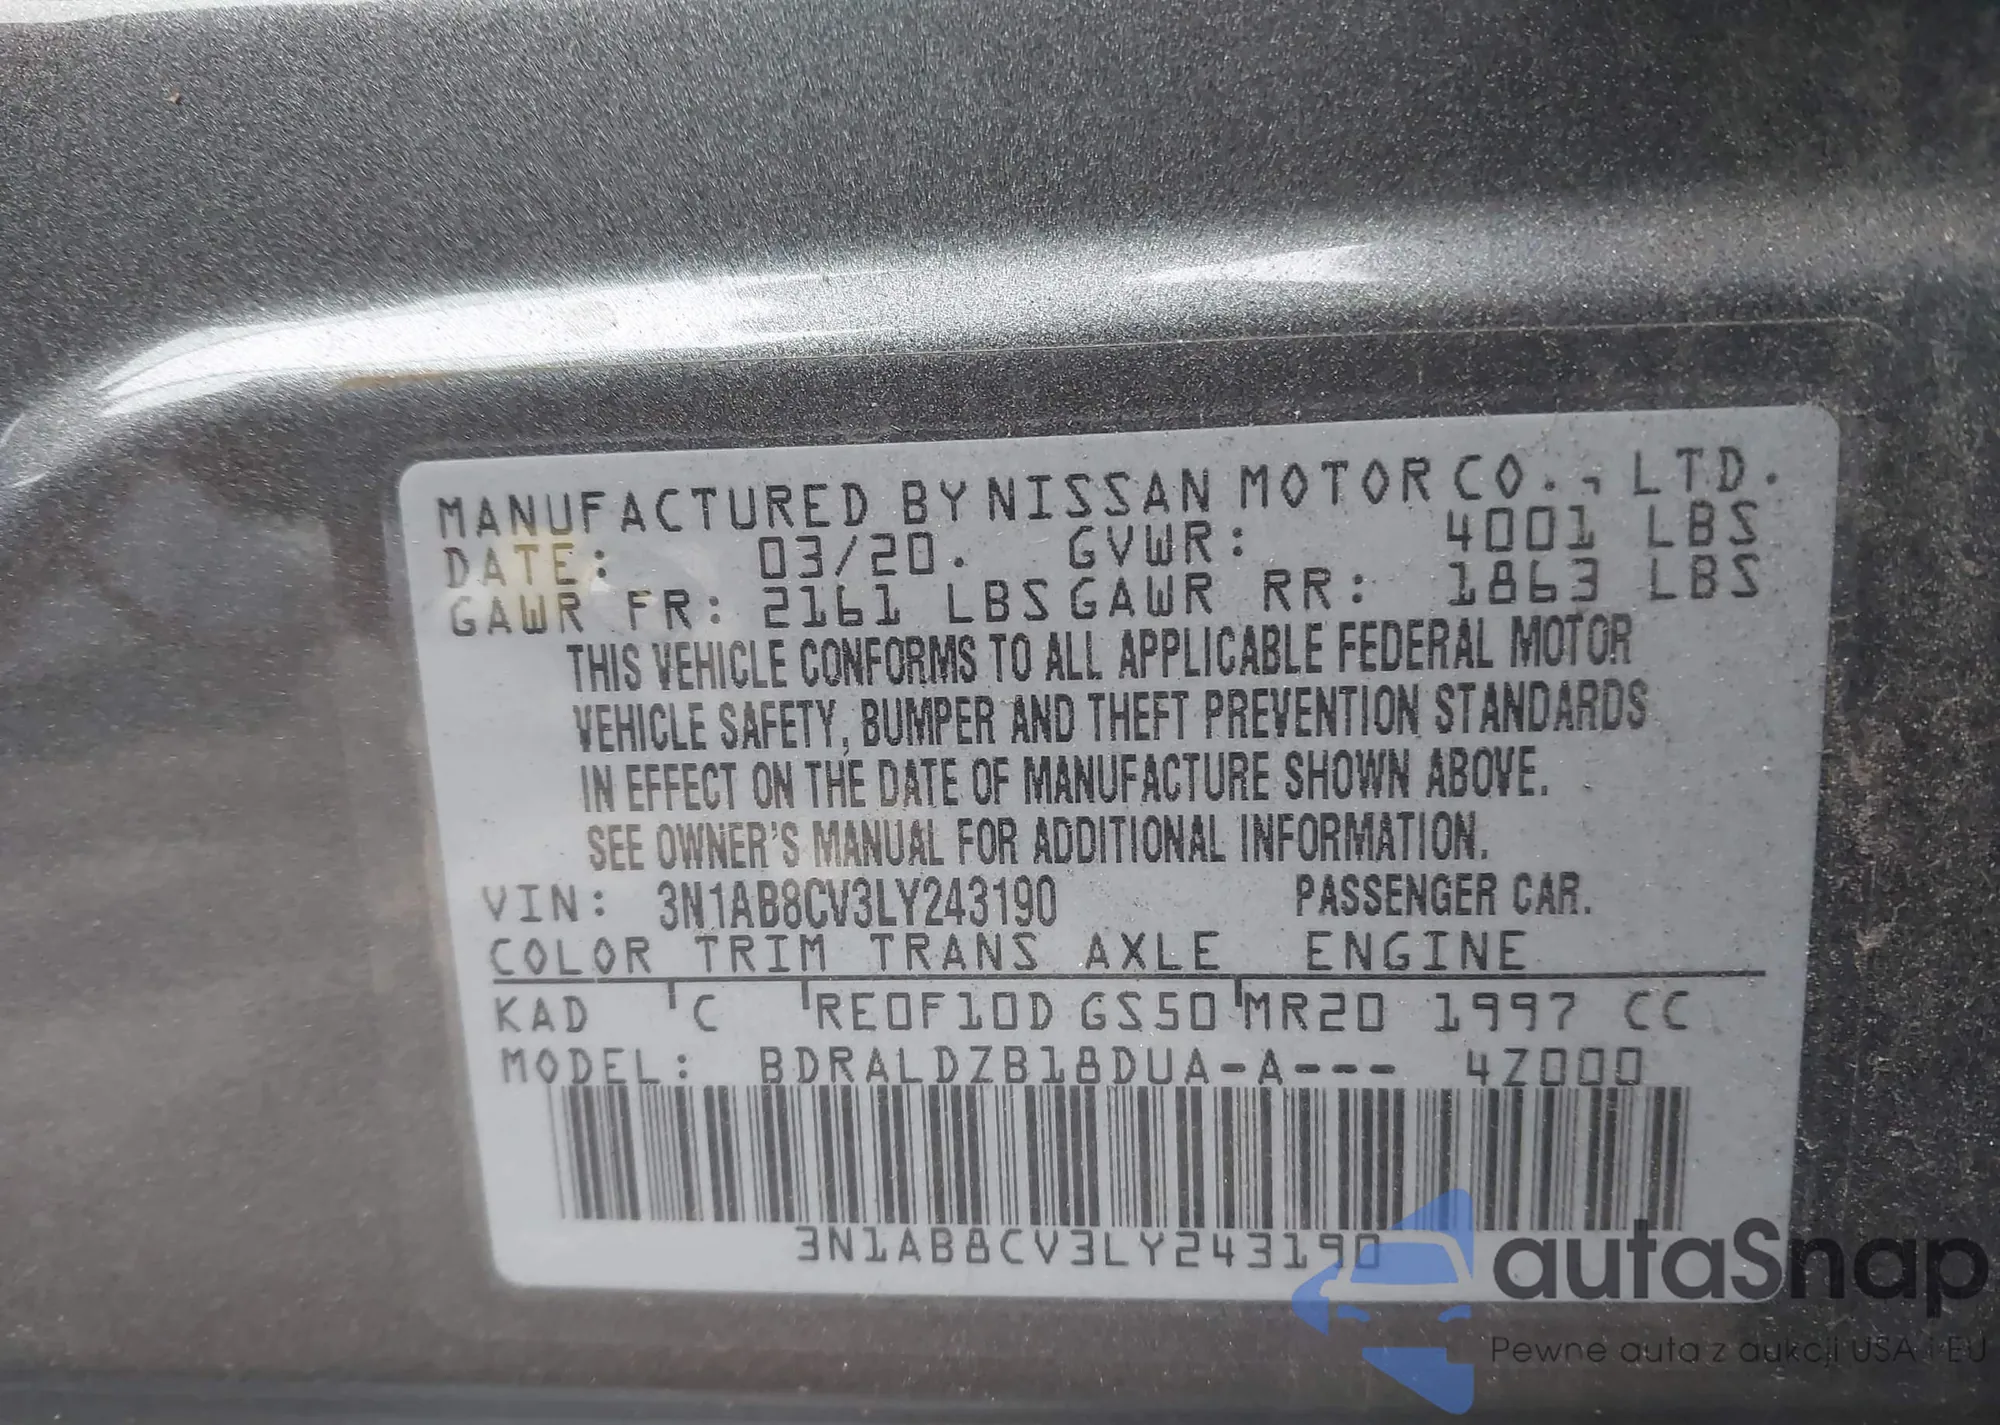 MANUFACTURED BY NISSAN MOTOR CO., LTD.
DATE: 03/20. GVWR: 4001 LBS
GAWR FR: 2161 LBS GAWR RR: 1863 LBS
THIS VEHICLE CONFORMS TO ALL APPLICABLE FEDERAL MOTOR
VEHICLE SAFETY, BUMPER AND THEFT PREVENTION STANDARDS
IN EFFECT ON THE DATE OF MANUFACTURE SHOWN ABOVE.
SEE OWNER'S MANUAL FOR ADDITIONAL INFORMATION.
VIN: 3N1AB8CV3LY243190 PASSENGER CAR.
COLOR TRIM TRANS AXLE ENGINE
KAD C RE0F10D GS50 MR20 1997 CC
MODEL: BDRALDZB18DUA-A--- 4Z000
3N1AB8CV3LY243190
autaSnap
Pewne auta z aukcji USA i EU